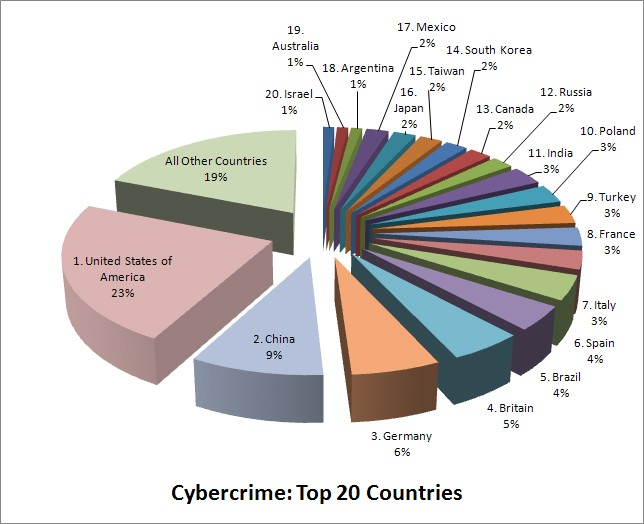 19.
Australia
1%
17. Mexico
2%
14. South Korea
2%
18. Argentina
1%
15. Taiwan
2%
12. Russia
2%
20. Israel
1%
16.
Japan
2%
13. Canada
2%
10. Poland
3%
11. India
3%
All Other Countries
19%
9. Turkey
3%
8. France
3%
1. United States of
America
23%
7. Italy
3%
2. China
9%
6. Spain
4%
5. Brazil
4%
4. Britain
5%
3. Germany
6%
Cybercrime: Top 20 Countries